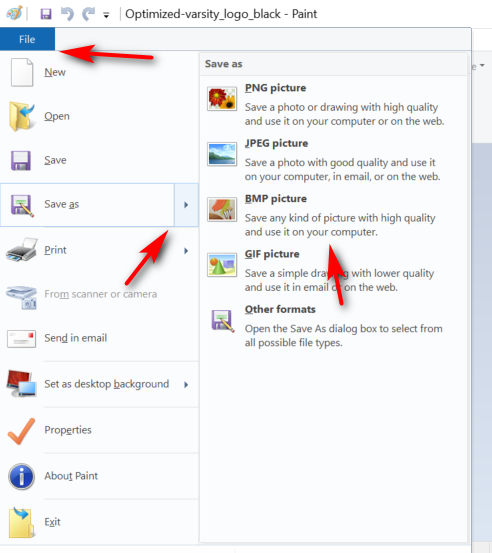 Optimized-varsity_logo_black - Paint
File
New
Open
Save
Save as
Print
From scanner or camera
Send in email
Set as desktop background
Properties
About Paint
Exit
Save as
PNG picture
Save a photo or drawing with high quality
and use it on your computer or on the web.
JPEG picture
Save a photo with good quality and use it
on your computer, in email, or on the web.
BMP picture
Save any kind of picture with high quality
and use it on your computer.
GIF picture
Save a simple drawing with lower quality
and use it in email or on the web.
Other formats
Open the Save As dialog box to select from
all possible file types.